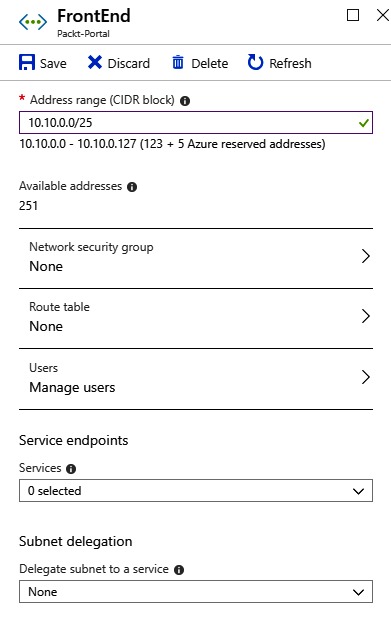 FrontEnd
Packt-Portal
Save Discard Delete Refresh
* Address range (CIDR block)
10.10.0.0/25
10.10.0.0 - 10.10.0.127 (123 + 5 Azure reserved addresses)
Available addresses
251
Network security group
None
Route table
None
Users
Manage users
Service endpoints
Services
0 selected
Subnet delegation
Delegate subnet to a service
None